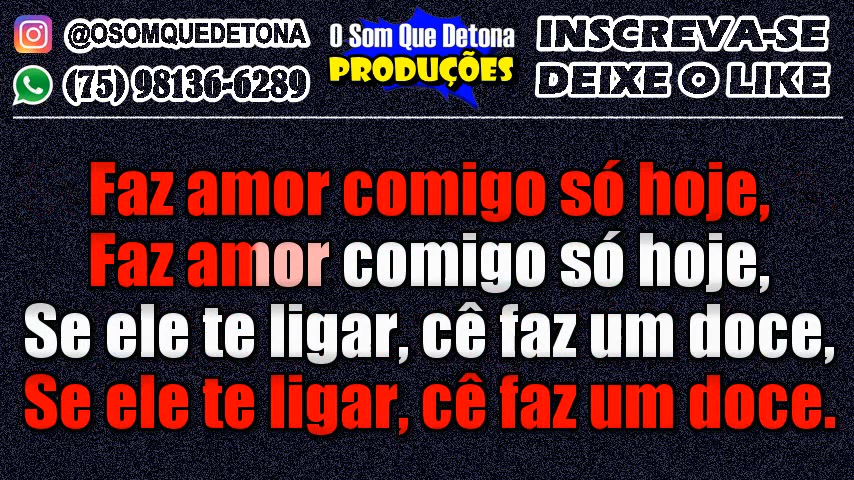 @OSOMQUEDETONA
(75) 98136-6289
O Som Que Detona
PRODUÇÕES
INSCREVA-SE
DEIXE O LIKE
Faz amor comigo só hoje,
Faz amor comigo só hoje,
Se ele te ligar, cê faz um doce,
Se ele te ligar, cê faz um doce.